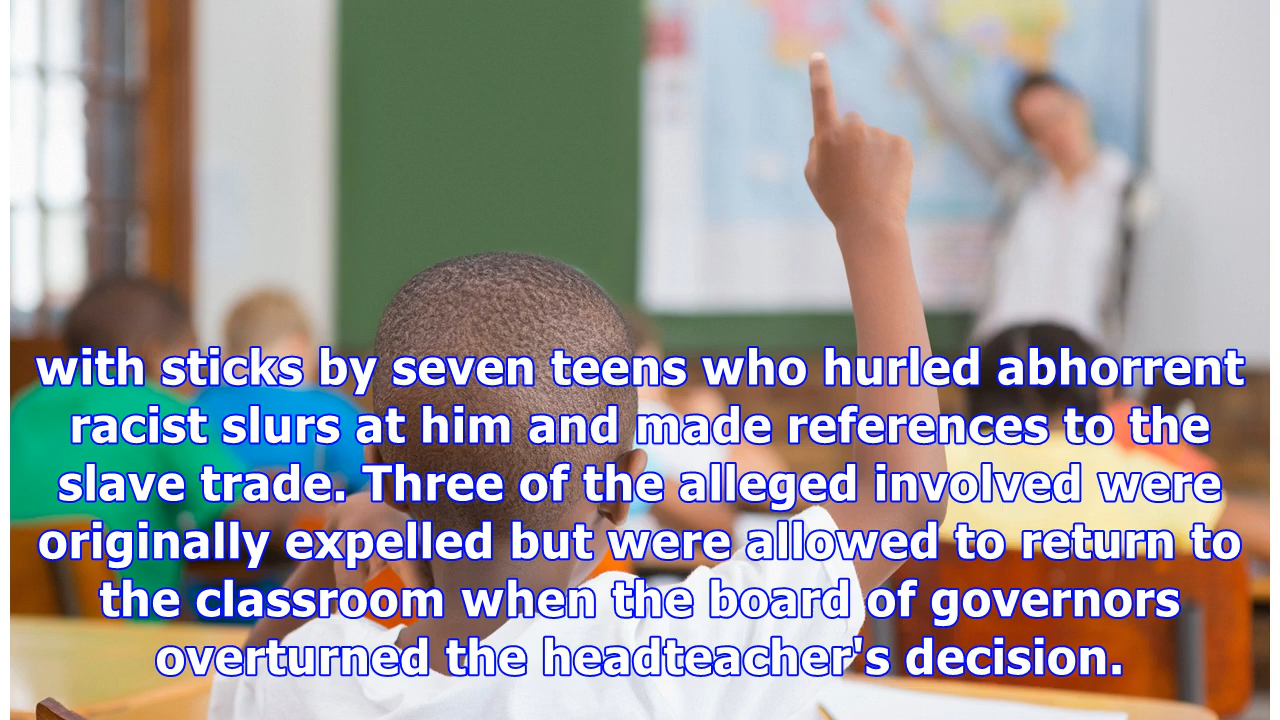 with sticks by seven teens who hurled abhorrent
racist slurs at him and made references to the
slave trade. Three of the alleged involved were
originally expelled but were allowed to return to
the classroom when the board of governors
overturned the headteacher's decision.